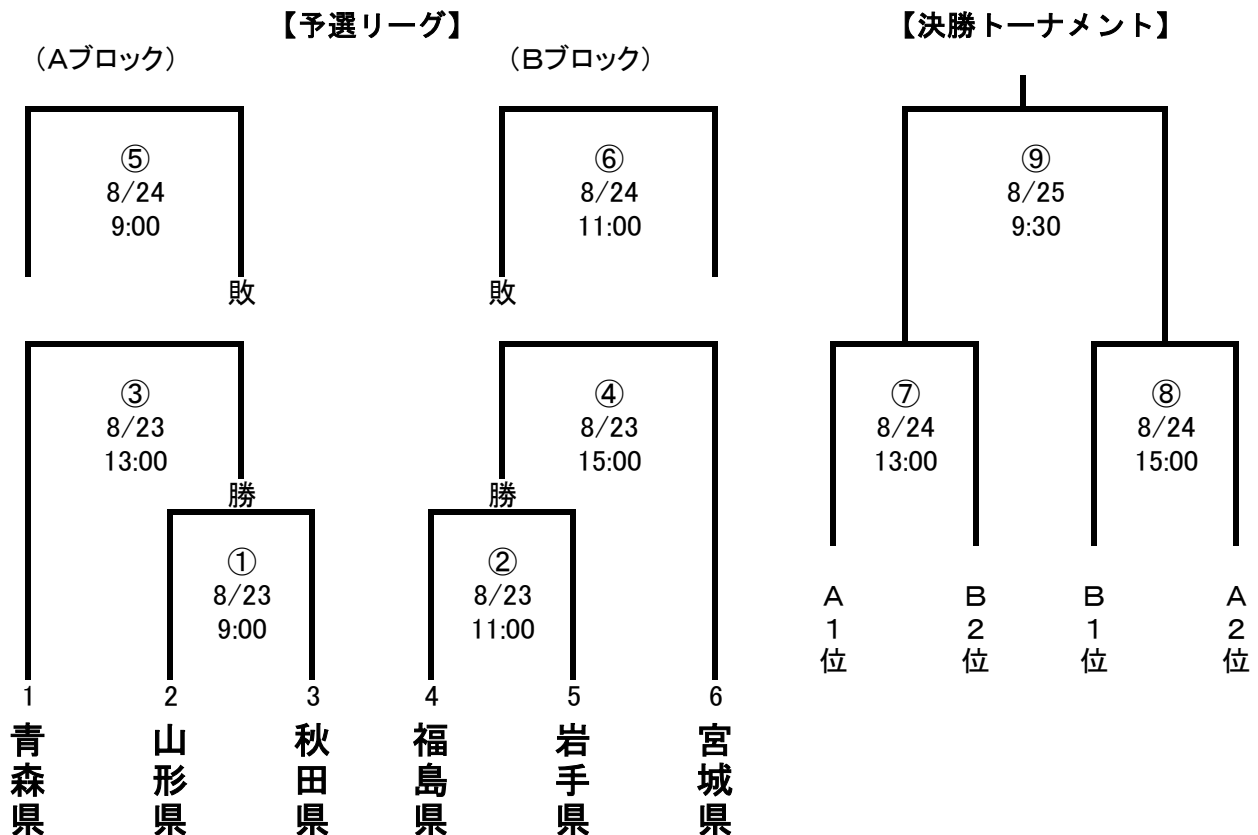 【予選リーグ】
【決勝トーナメント】
（Aブロック）
（Bブロック）
⑤
8/24
9:00
敗
⑥
8/24
11:00
敗
③
8/23
13:00
勝
④
8/23
15:00
勝
①
8/23
9:00
②
8/23
11:00
1
2
3
4
5
6
青森県
山形県
秋田県
福島県
岩手県
宮城県
⑨
8/25
9:30
⑦
8/24
13:00
⑧
8/24
15:00
A1位
B2位
B1位
A2位